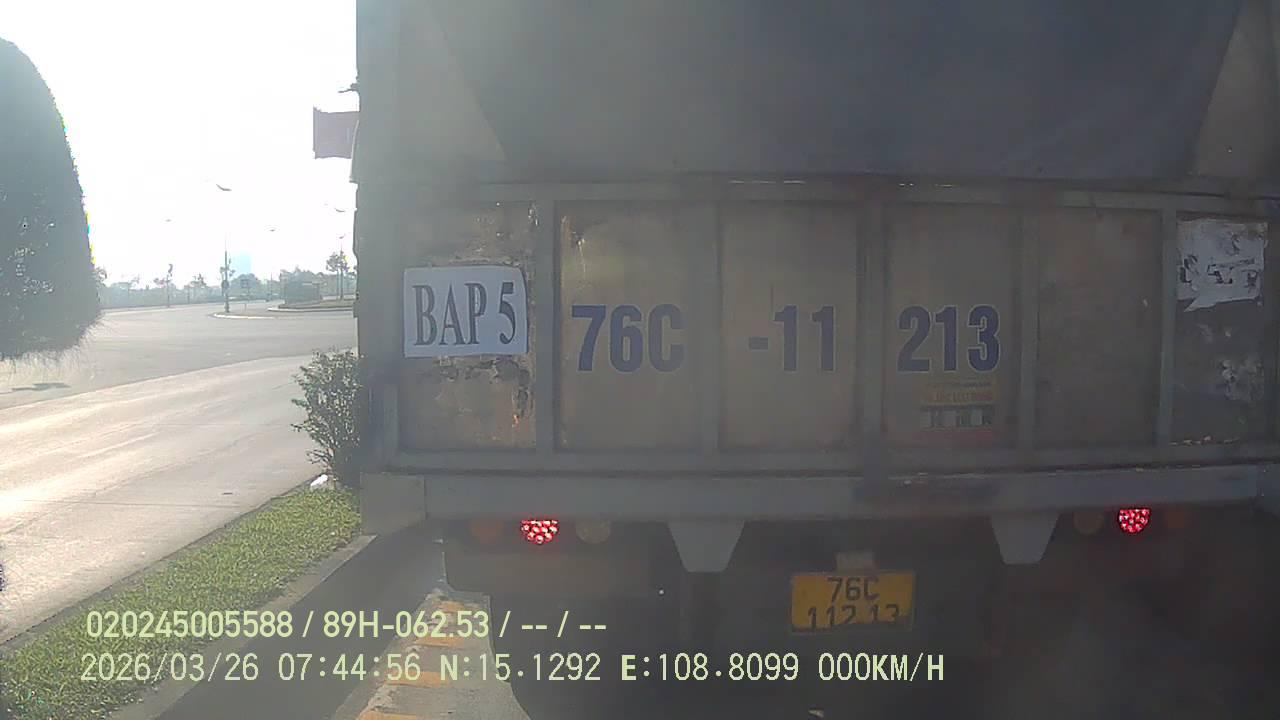 BAP 5
76C -11 213
76C
112.13
020245005588 / 89H-062.53 / -- / --
2026/03/26 07:44:56 N:15.1292 E:108.8099 000KM/H